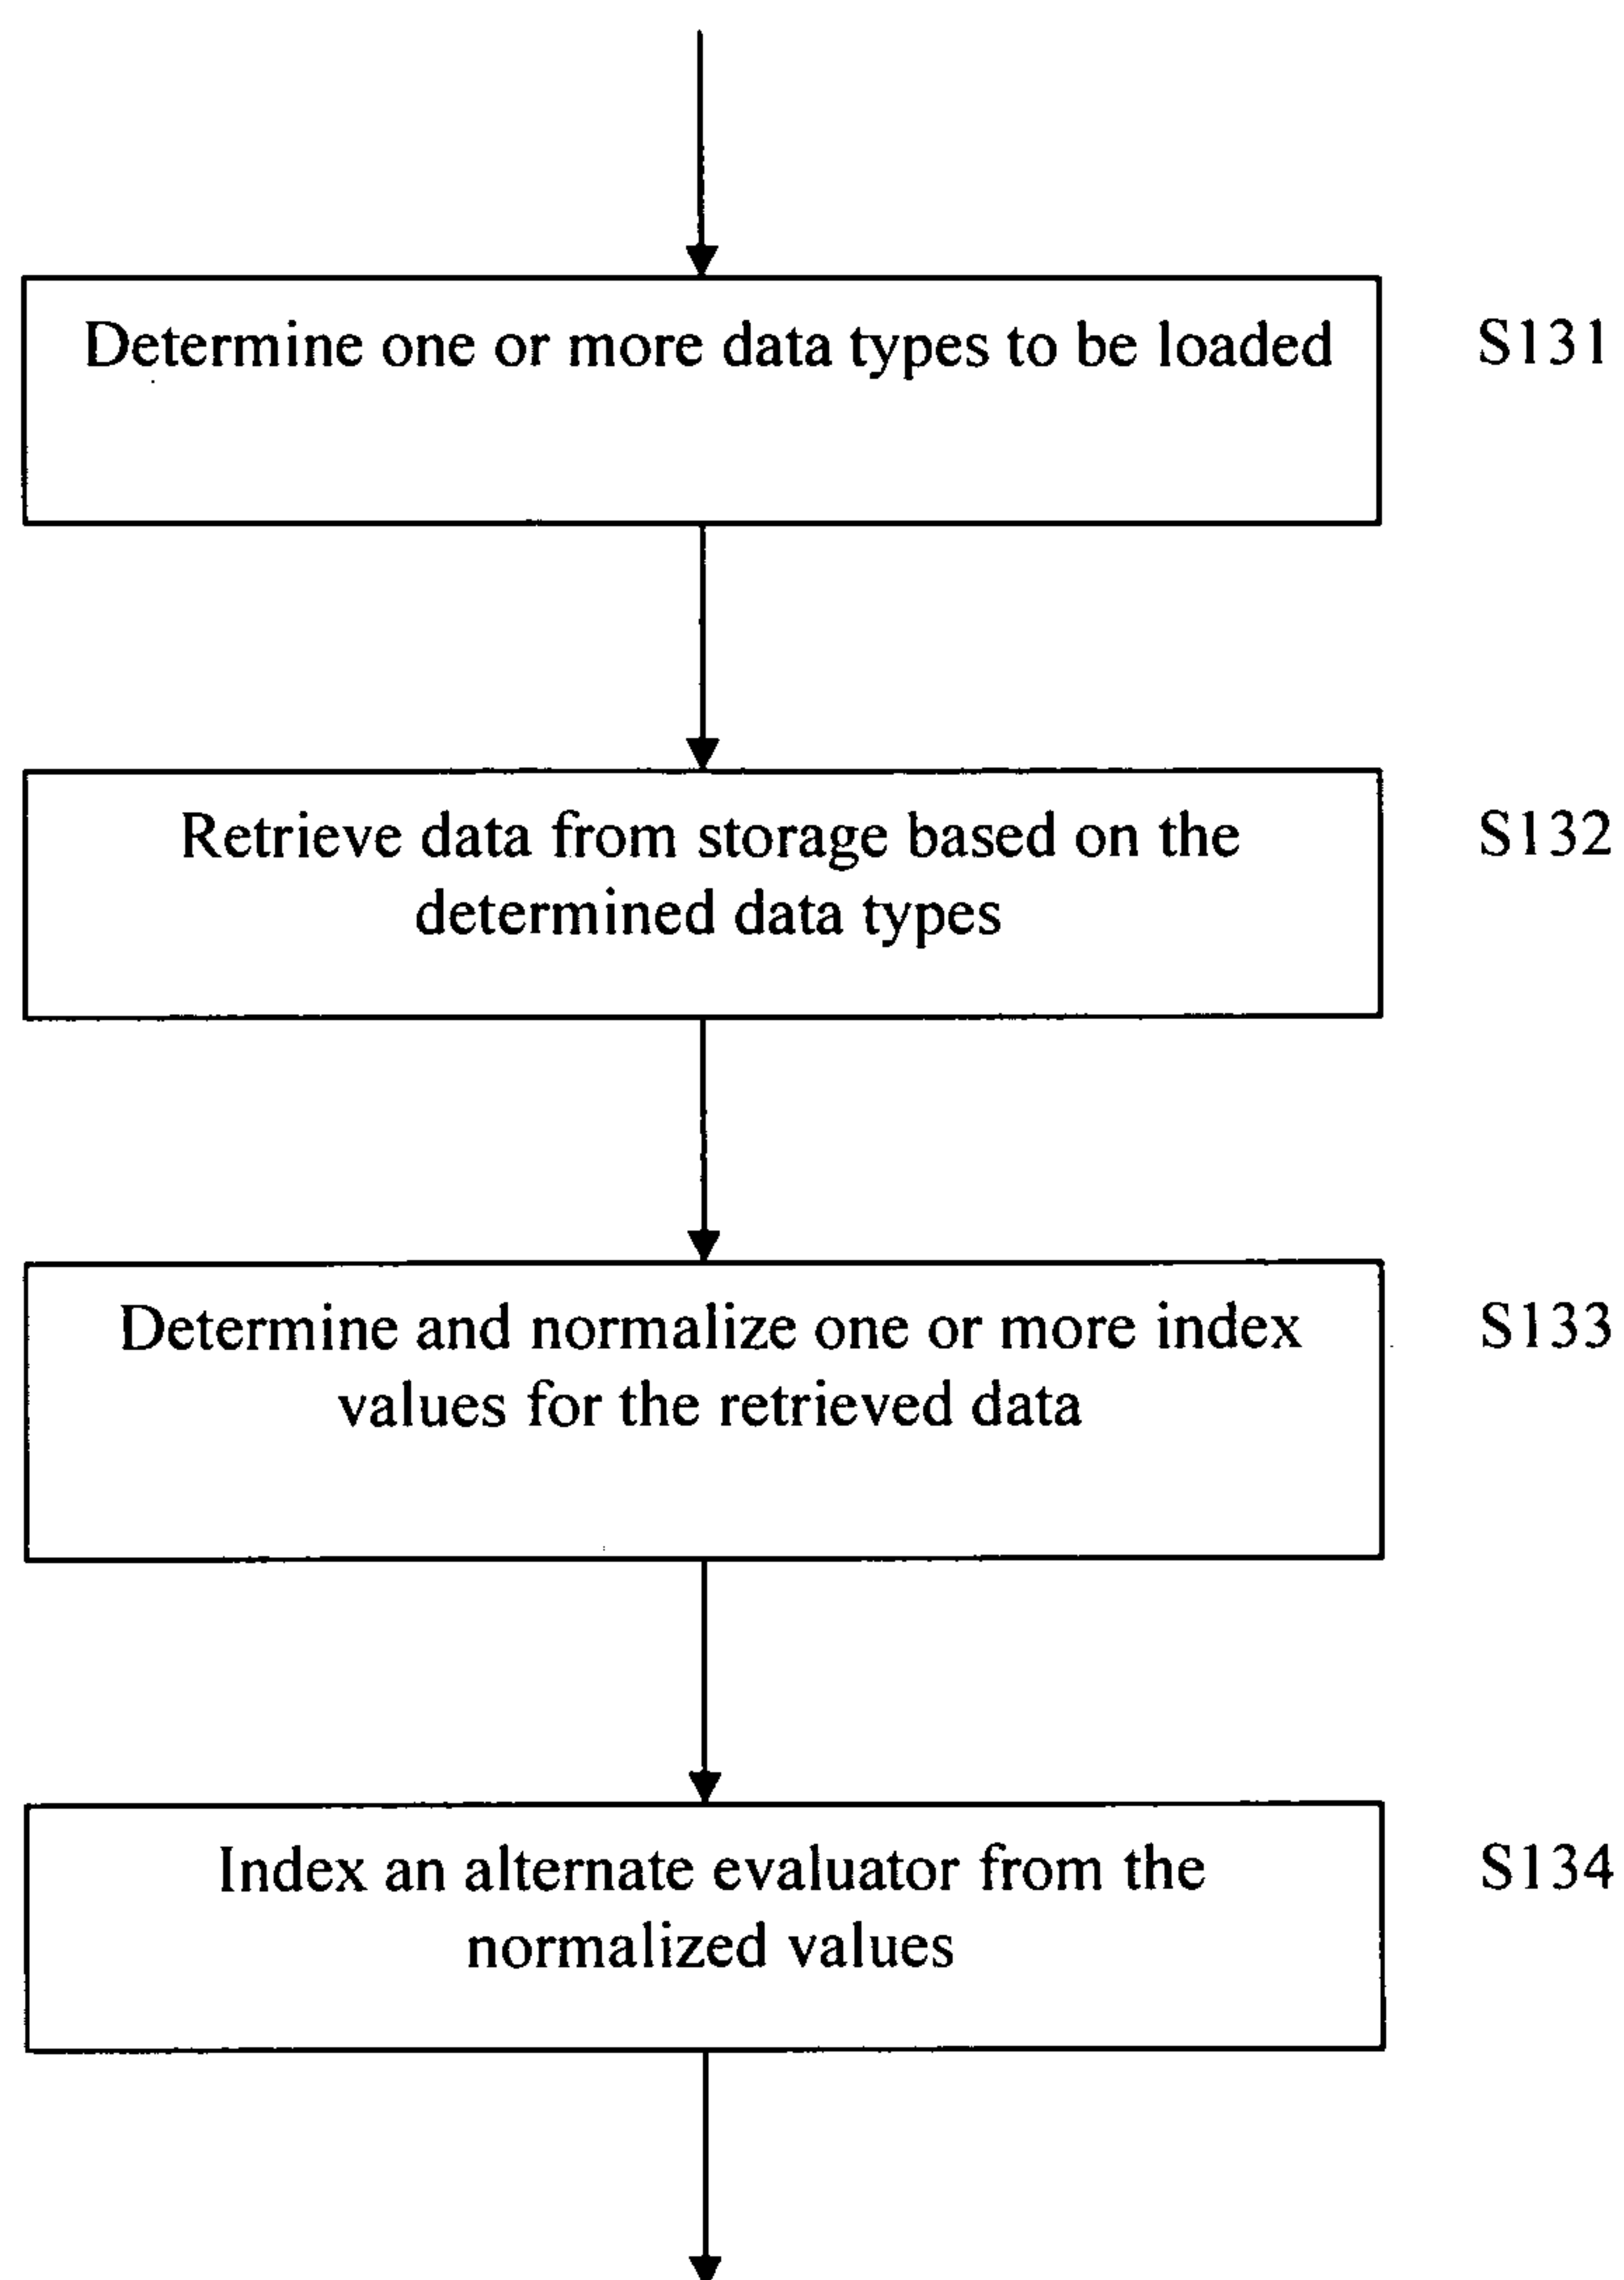 Determine one or more data types to be loaded
S131
Retrieve data from storage based on the
determined data types
S132
Determine and normalize one or more index
values for the retrieved data
S133
Index an alternate evaluator from the
normalized values
S134